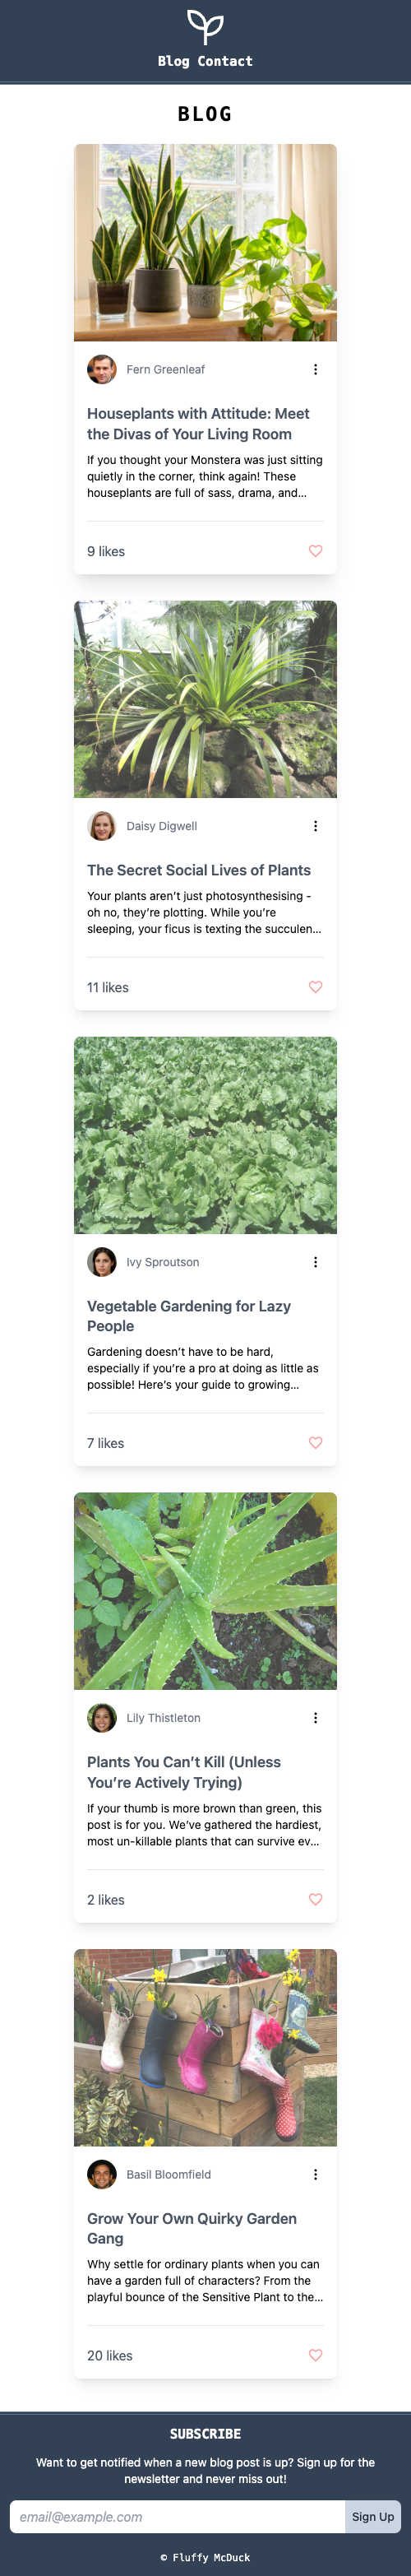 Blog Contact
BLOG
Fern Greenleaf
Houseplants with Attitude: Meet
the Divas of Your Living Room
If you thought your Monstera was just sitting
quietly in the corner, think again! These
houseplants are full of sass, drama, and...
9 likes
Daisy Digwell
The Secret Social Lives of Plants
Your plants aren’t just photosynthesising -
oh no, they’re plotting. While you’re
sleeping, your ficus is texting the succulen...
11 likes
Ivy Sproutson
Vegetable Gardening for Lazy
People
Gardening doesn’t have to be hard,
especially if you’re a pro at doing as little as
possible! Here’s your guide to growing...
7 likes
Lily Thistleton
Plants You Can’t Kill (Unless
You’re Actively Trying)
If your thumb is more brown than green, this
post is for you. We’ve gathered the hardiest,
most un-killable plants that can survive ev...
2 likes
Basil Bloomfield
Grow Your Own Quirky Garden
Gang
Why settle for ordinary plants when you can
have a garden full of characters? From the
playful bounce of the Sensitive Plant to the...
20 likes
SUBSCRIBE
Want to get notified when a new blog post is up? Sign up for the
newsletter and never miss out!
email@example.com
Sign Up
© Fluffy McDuck